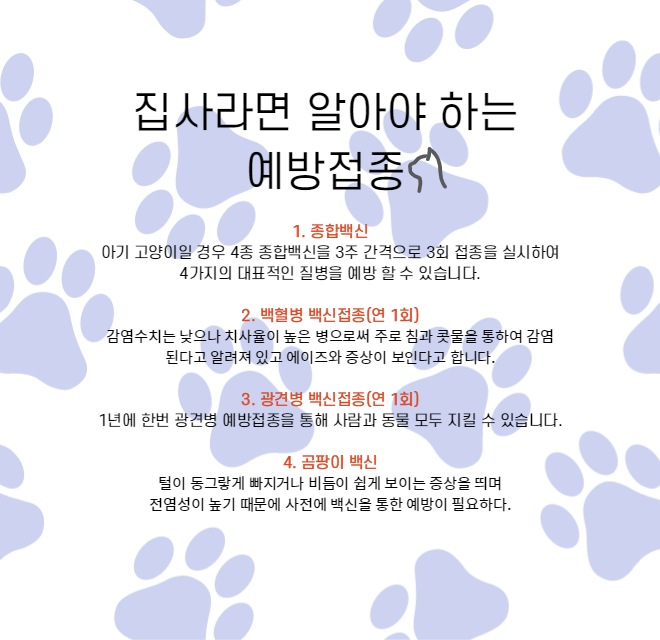 집사라면 알아야 하는
예방접종
1. 종합백신
아기 고양이일 경우 4종 종합백신을 3주 간격으로 3회 접종을 실시하여
4가지의 대표적인 질병을 예방 할 수 있습니다.
2. 백혈병 백신접종(연 1회)
감염수치는 낮으나 치사율이 높은 병으로써 주로 침과 콧물을 통하여 감염
된다고 알려져 있고 에이즈와 증상이 보인다고 합니다.
3. 광견병 백신접종(연 1회)
1년에 한번 광견병 예방접종을 통해 사람과 동물 모두 지킬 수 있습니다.
4. 곰팡이 백신
털이 동그랗게 빠지거나 비듬이 쉽게 보이는 증상을 띄며
전염성이 높기 때문에 사전에 백신을 통한 예방이 필요하다.